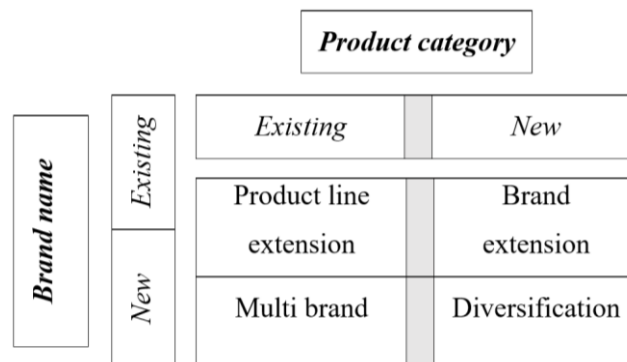 Product category
Brand name
Existing
New
Existing
New
Product line
extension
Brand
extension
Multi brand
Diversification